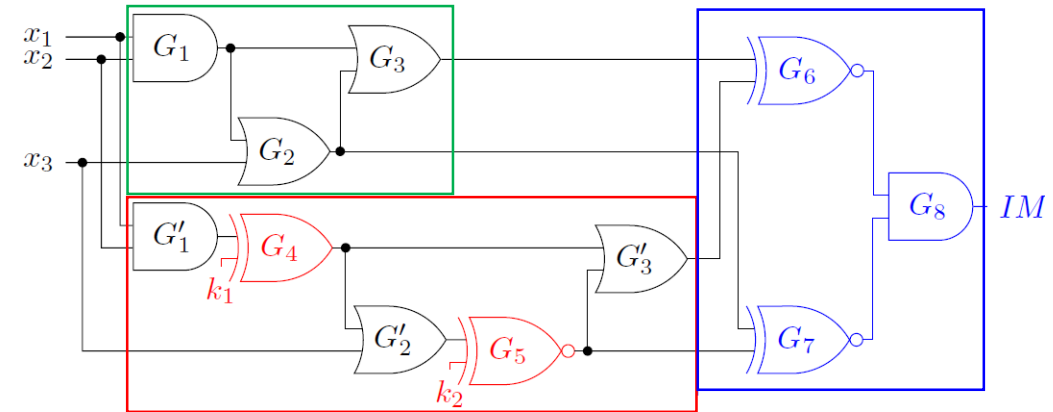 x₁
x₂
x₃
G₁
G₂
G₃
G₆
G₇
G₈
IM
G′₁
G₄
k₁
G′₂
G₅
k₂
G′₃